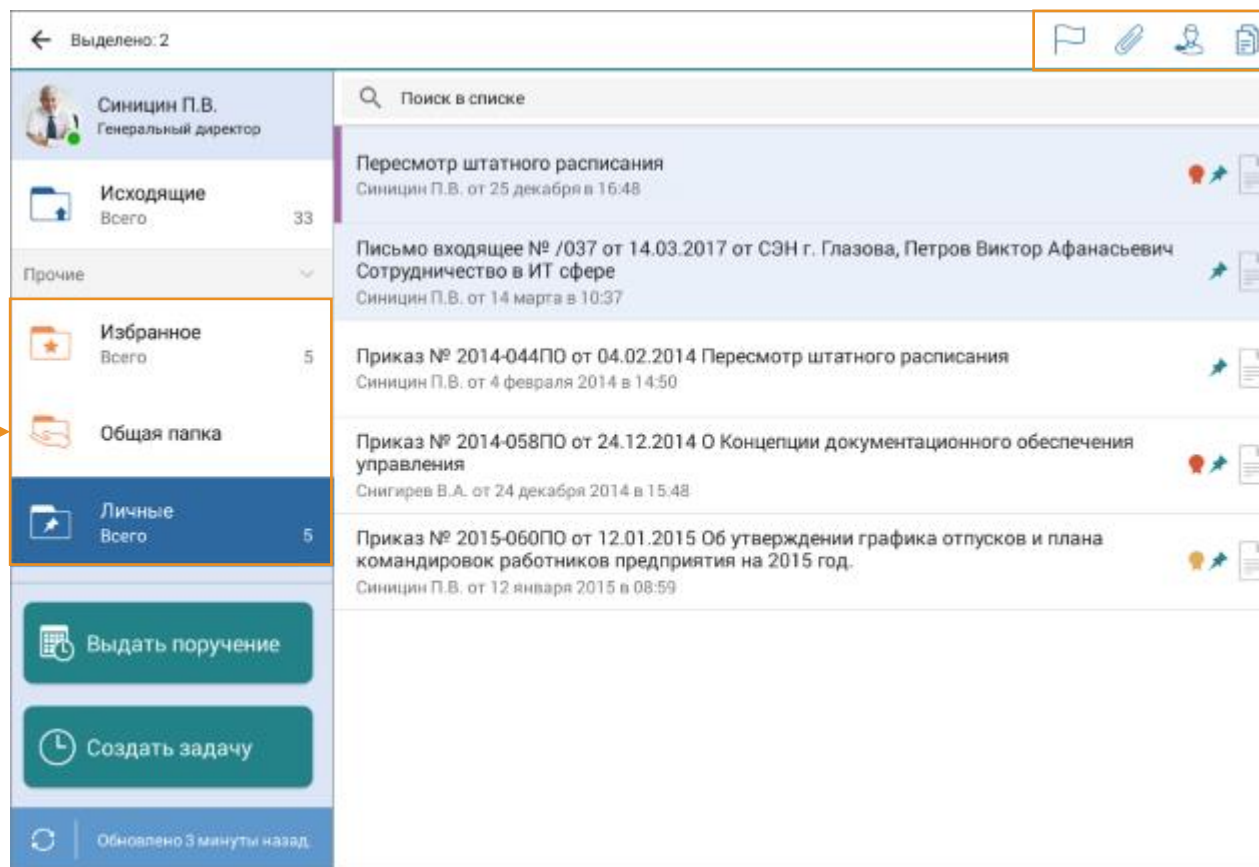 Выделено: 2
Синицин П.В.
Генеральный директор
Исходящие
Всего 33
Прочие
Избранное
Всего 5
Общая папка
Личные
Всего 5
Выдать поручение
Создать задачу
Обновлено 3 минуты назад
Поиск в списке
Пересмотр штатного расписания
Синицин П.В. от 25 декабря в 16:48
Письмо входящее № /037 от 14.03.2017 от СЭН г. Глазова, Петров Виктор Афанасьевич
Сотрудничество в ИТ сфере
Синицин П.В. от 14 марта в 10:37
Приказ № 2014-044ПО от 04.02.2014 Пересмотр штатного расписания
Синицин П.В. от 4 февраля 2014 в 14:50
Приказ № 2014-058ПО от 24.12.2014 О Концепции документационного обеспечения
управления
Снигирев В.А. от 24 декабря 2014 в 15:48
Приказ № 2015-060ПО от 12.01.2015 Об утверждении графика отпусков и плана
командировок работников предприятия на 2015 год.
Синицин П.В. от 12 января 2015 в 08:59